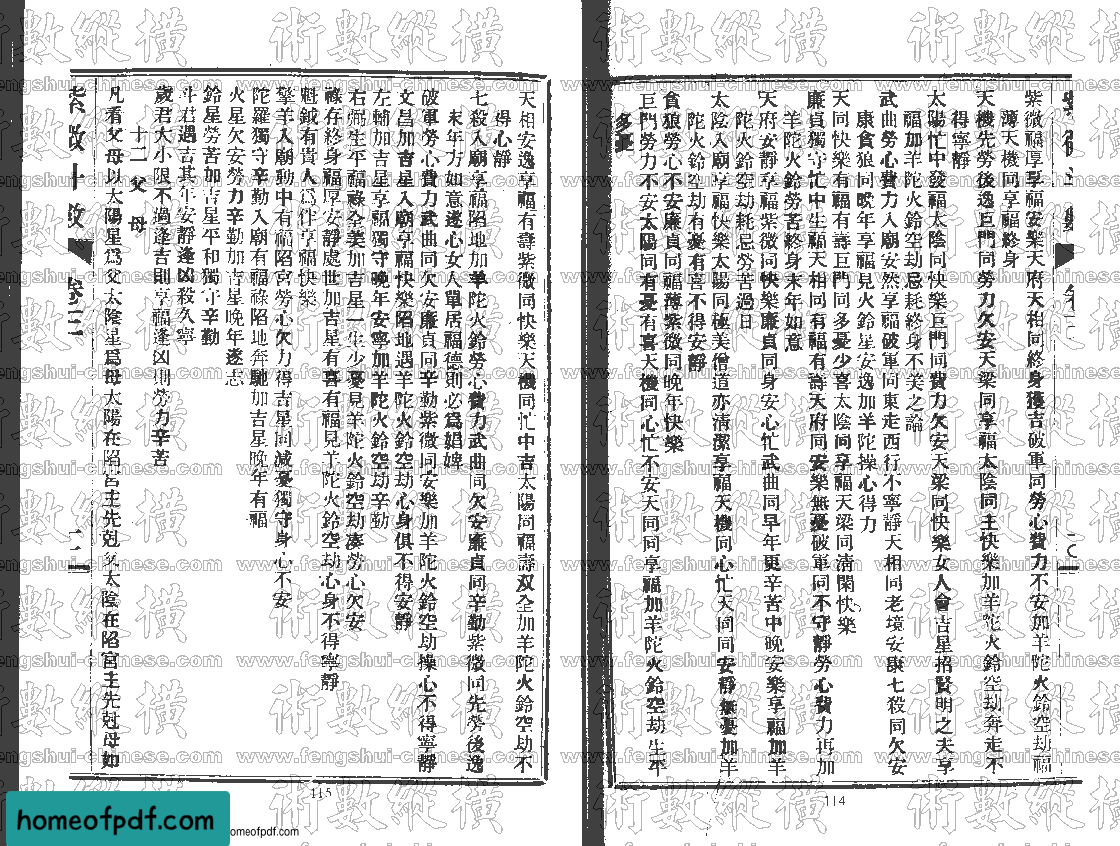 紫微福厚享福安樂天府天相同終身獲吉破軍同勞心費力不安加羊陀火鈴空劫福
薄天機同享福終身
天機先勞後逸巨門同勞力欠安天梁同享福太陰同主快樂加羊陀火鈴空劫奔走不
得寧靜
太陽忙中發福太陰同快樂巨門同費力欠安天梁同快樂女人會吉星招賢明之夫享
福加羊陀火鈴空劫忌耗終身不美之論
武曲勞心費力入廟安然享福破軍同東走西行不寧靜天相同老境安康七殺同欠安
康貪狼同晚年享福見火鈴星安逸加羊陀操心得力
天同快樂有福有壽巨門同多憂少喜太陰同享福天梁同清閑快樂
廉貞獨守忙中生福天相同有福有壽天府同安樂無憂破軍同不守靜勞心費力再加
羊陀火鈴勞苦終身末年如意
天府安靜享福紫微同快樂廉貞同身安心忙武曲同早年更辛苦中晚安樂享福加羊
陀火鈴空劫耗忌勞苦過日
太陰入廟享福快樂太陽同極美僧道亦清潔享福天機同心忙天同同安靜無憂加羊
陀火鈴空劫有憂有喜不得安靜
貪狼勞心不安廉貞同福薄紫微同晚年快樂
巨門勞力不安太陽同有憂有喜天機同心忙不安天同同享福加羊陀火鈴空劫生平
多憂
114
天相安逸享福有壽紫微同快樂天機同忙中吉太陽同福壽双全加羊陀火鈴空劫不
得心靜
七殺入廟享福陷地加羊陀火鈴勞心費力武曲同欠安廉貞同辛勤紫微同先勞後逸
末年方如意遂心女人單居福德則必為娼婢
破軍勞心費力武曲同欠安廉貞同辛勤紫微同安樂加羊陀火鈴空劫操心不得寧靜
文昌加吉星入廟享福快樂陷地遇羊陀火鈴空劫心身俱不得安靜
左輔加吉星享福獨守晚年安寧加羊陀火鈴空劫辛勤
右弼生平福祿全美加吉星一生少憂見羊陀火鈴空劫湊勞心欠安
祿存終身福厚安靜處世加吉星有喜有福見羊陀火鈴空劫心身不得寧靜
魁鉞有貴人為伴享福快樂
擎羊入廟動中有福陷宮勞心欠力得吉星同減憂獨守身心不安
陀羅獨守辛勤入廟有福祿陷地奔馳加吉星晚年有福
火星欠安勞力辛勤加吉星晚年遂志
鈴星勞苦加吉星平和獨守辛勤
斗君遇吉其年安靜逢凶殺欠寧
歲君大小限不過逢吉則享福逢凶則勞力辛苦
十二父母
凡看父母以太陽星為父太陰星為母太陽在陷宮主先尅父太陰在陷宮主先尅母如
紫微斗數 卷三 二一
115
術數縱橫
www.fengshui-chinese.com
homeofpdf.com
homeofpdf.com